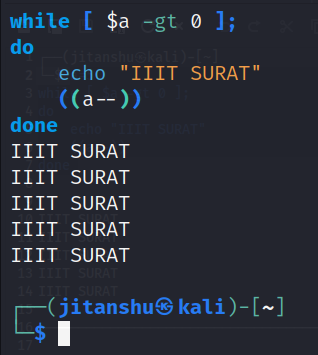 while [ $a -gt 0 ];
do
    echo "IIIT SURAT"
    ((a--))
done
IIIT SURAT
IIIT SURAT
IIIT SURAT
IIIT SURAT
IIIT SURAT
┌──(jitanshu㉿kali)-[~]
└─$